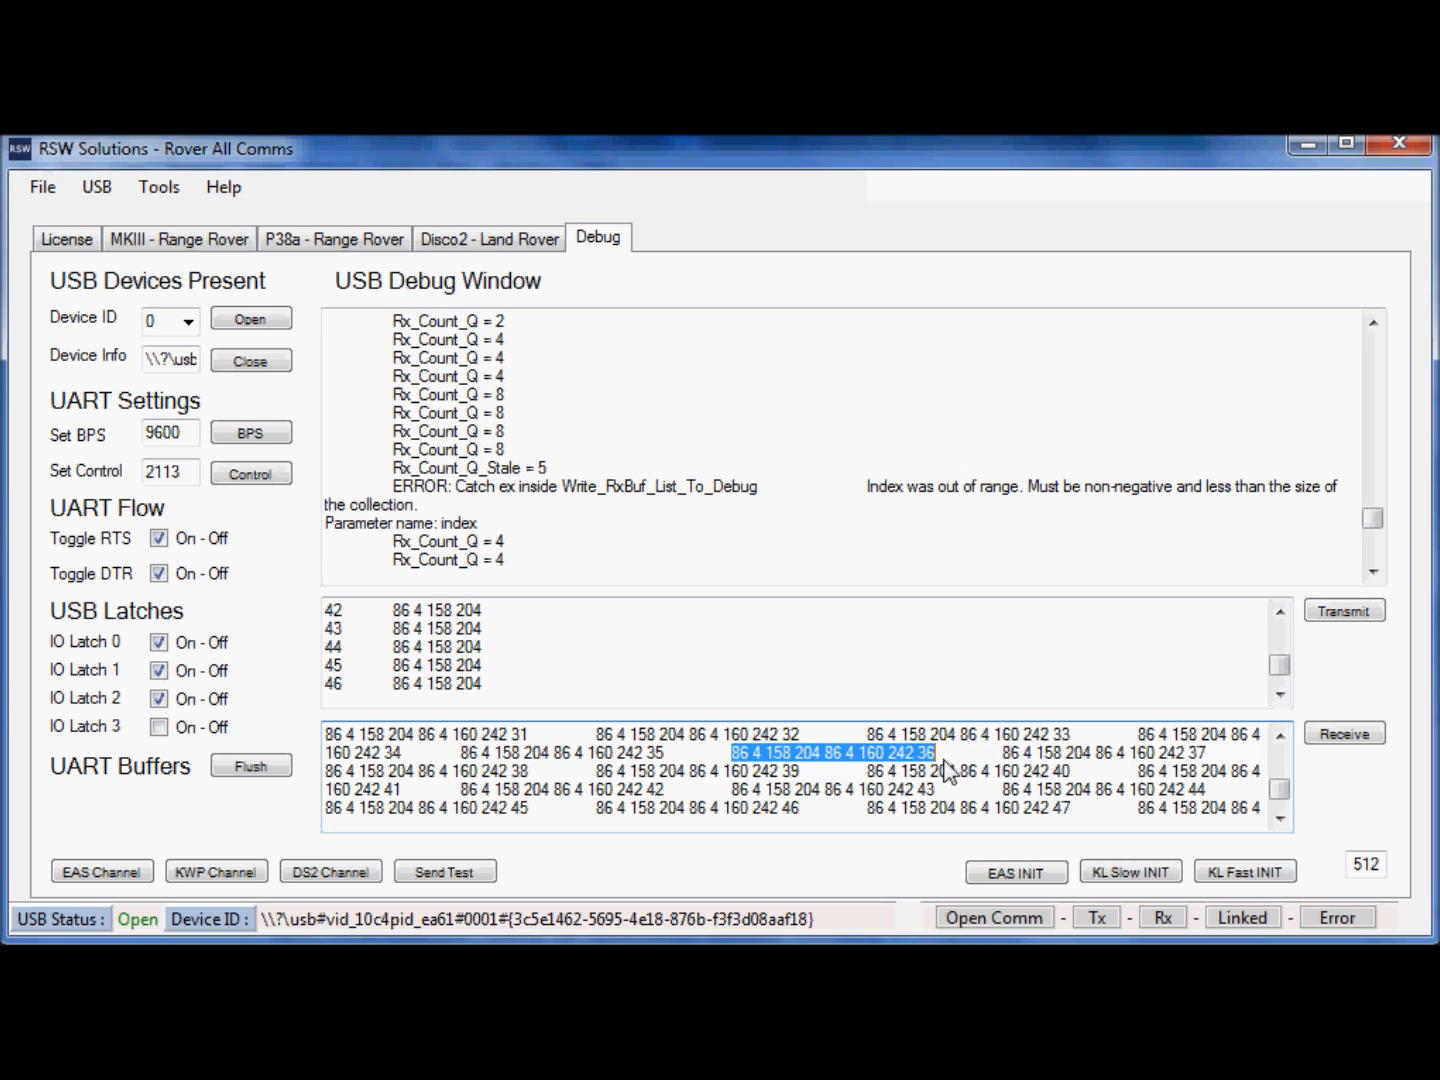 RSW RSW Solutions - Rover All Comms
File USB Tools Help
License MKIII - Range Rover P38a - Range Rover Disco2 - Land Rover Debug
USB Devices Present
Device ID 0 Open
Device Info \\?\usb Close
UART Settings
Set BPS 9600 BPS
Set Control 2113 Control
UART Flow
Toggle RTS On - Off
Toggle DTR On - Off
USB Latches
IO Latch 0 On - Off
IO Latch 1 On - Off
IO Latch 2 On - Off
IO Latch 3 On - Off
UART Buffers Flush
USB Debug Window
Rx_Count_Q = 2
Rx_Count_Q = 4
Rx_Count_Q = 4
Rx_Count_Q = 4
Rx_Count_Q = 8
Rx_Count_Q = 8
Rx_Count_Q = 8
Rx_Count_Q = 8
Rx_Count_Q_Stale = 5
ERROR: Catch ex inside Write_RxBuf_List_To_Debug Index was out of range. Must be non-negative and less than the size of
the collection.
Parameter name: index
Rx_Count_Q = 4
Rx_Count_Q = 4
42 86 4 158 204
43 86 4 158 204
44 86 4 158 204
45 86 4 158 204
46 86 4 158 204
Transmit
86 4 158 204 86 4 160 242 31 86 4 158 204 86 4 160 242 32 86 4 158 204 86 4 160 242 33 86 4 158 204 86 4
160 242 34 86 4 158 204 86 4 160 242 35 86 4 158 204 86 4 160 242 36 86 4 158 204 86 4 160 242 37
86 4 158 204 86 4 160 242 38 86 4 158 204 86 4 160 242 39 86 4 158 204 86 4 160 242 40 86 4 158 204 86 4
160 242 41 86 4 158 204 86 4 160 242 42 86 4 158 204 86 4 160 242 43 86 4 158 204 86 4 160 242 44
86 4 158 204 86 4 160 242 45 86 4 158 204 86 4 160 242 46 86 4 158 204 86 4 160 242 47 86 4 158 204 86 4
Receive
EAS Channel KWP Channel DS2 Channel Send Test EAS INIT KL Slow INIT KL Fast INIT 512
USB Status : Open Device ID : \\?\usb#vid_10c4pid_ea61#0001#{3c5e1462-5695-4e18-876b-f3f3d08aaf18} Open Comm - Tx - Rx - Linked - Error